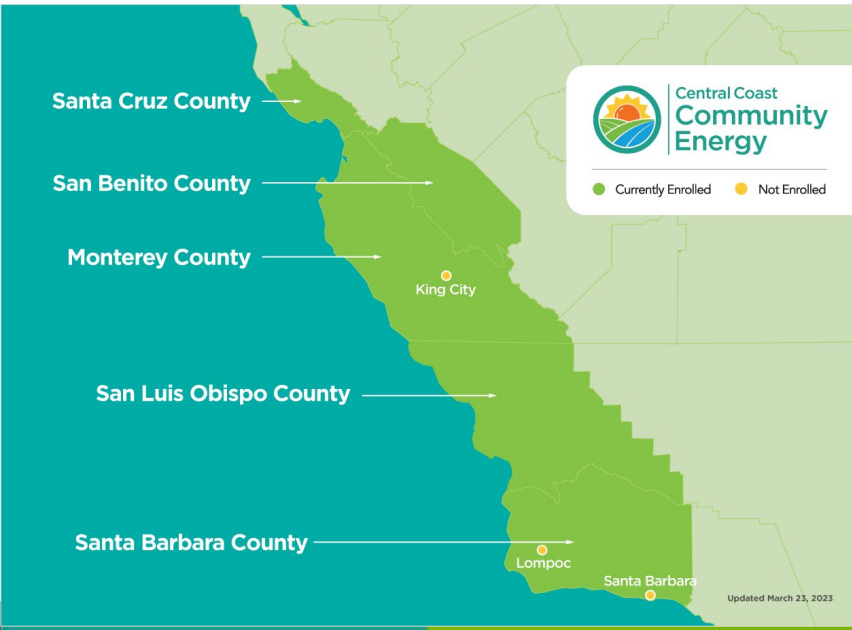 Santa Cruz County
San Benito County
Monterey County
San Luis Obispo County
Santa Barbara County
King City
Lompoc
Santa Barbara
Central Coast
Community
Energy
Currently Enrolled
Not Enrolled
Updated March 23, 2023